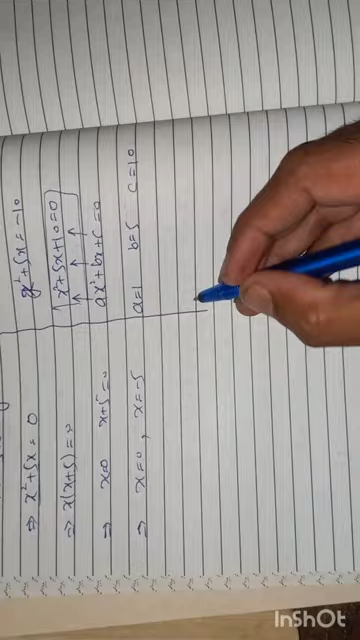 ⇒ x² + 5x = 0
⇒ x(x+5) = 0
⇒ x=0 x+5=0
⇒ x=0, x=-5
x² + 5x = -10
x² + 5x + 10 = 0
↑ ↑ ↑
ax² + bx + c = 0
a=1 b=5 c=10
InShOt